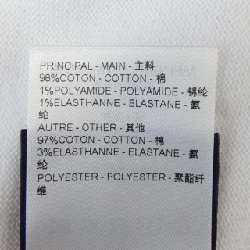 PRINCIPAL - MAIN - 主料
98%COTON - COTTON - 棉
1%POLYAMIDE - POLYAMIDE - 锦纶
1%ELASTHANNE - ELASTANE - 氨
纶
AUTRE - OTHER - 其他
97%COTON - COTTON - 棉
3%ELASTHANNE - ELASTANE - 氨
纶
POLYESTER - POLYESTER - 聚酯纤
维